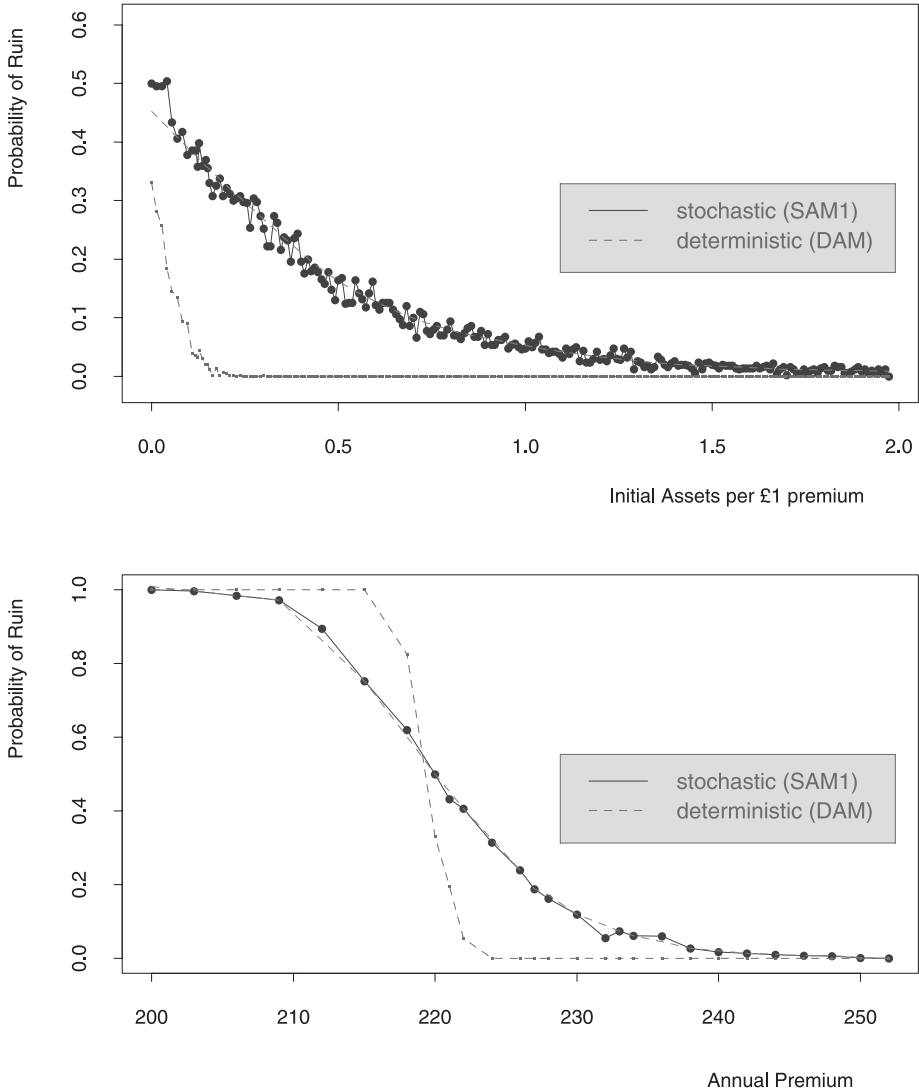 Probability of Ruin
0.6
0.5
0.4
0.3
0.2
0.1
0.0
stochastic (SAM1)
deterministic (DAM)
0.0 0.5 1.0 1.5 2.0
Initial Assets per £1 premium
Probability of Ruin
1.0
0.8
0.6
0.4
0.2
0.0
stochastic (SAM1)
deterministic (DAM)
200 210 220 230 240 250
Annual Premium